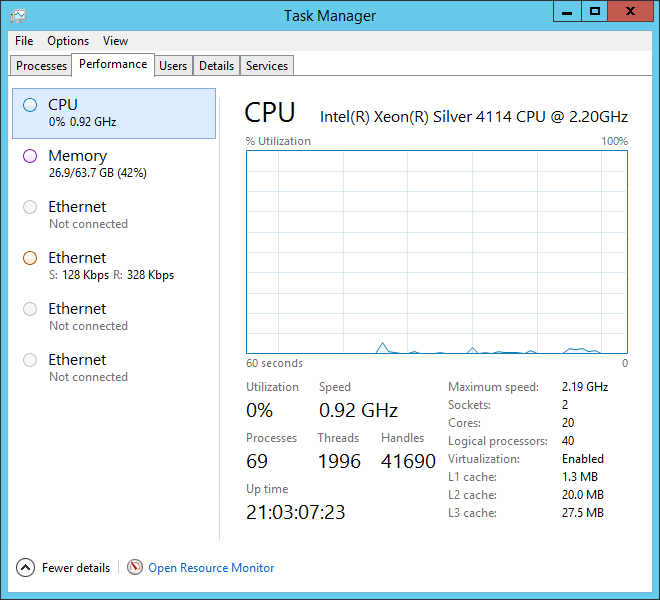 Task Manager
File Options View
Processes Performance Users Details Services
CPU
0% 0.92 GHz
Memory
26.9/63.7 GB (42%)
Ethernet
Not connected
Ethernet
S: 128 Kbps R: 328 Kbps
Ethernet
Not connected
Ethernet
Not connected
CPU Intel(R) Xeon(R) Silver 4114 CPU @ 2.20GHz
% Utilization 100%
60 seconds 0
Utilization Speed
0% 0.92 GHz
Processes Threads Handles
69 1996 41690
Up time
21:03:07:23
Maximum speed: 2.19 GHz
Sockets: 2
Cores: 20
Logical processors: 40
Virtualization: Enabled
L1 cache: 1.3 MB
L2 cache: 20.0 MB
L3 cache: 27.5 MB
Fewer details Open Resource Monitor